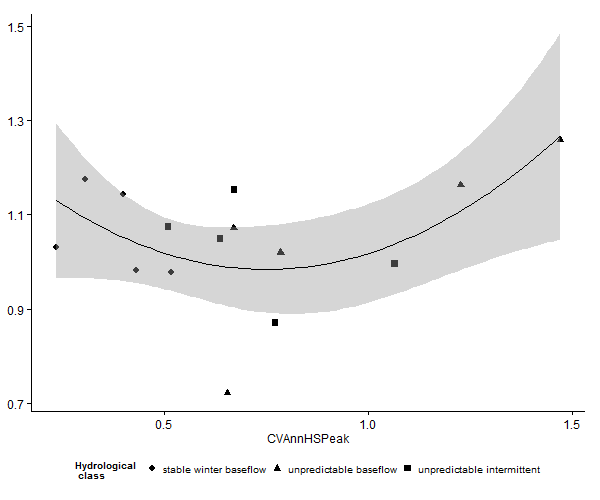 1.5
1.3
1.1
0.9
0.7
0.5 1.0 1.5
CVAnnHSPeak
Hydrological
class
stable winter baseflow unpredictable baseflow unpredictable intermittent